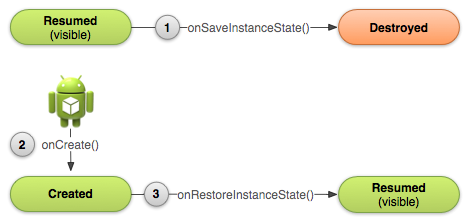 Resumed
(visible)
1
onSaveInstanceState()
Destroyed
2
onCreate()
Created
3
onRestoreInstanceState()
Resumed
(visible)